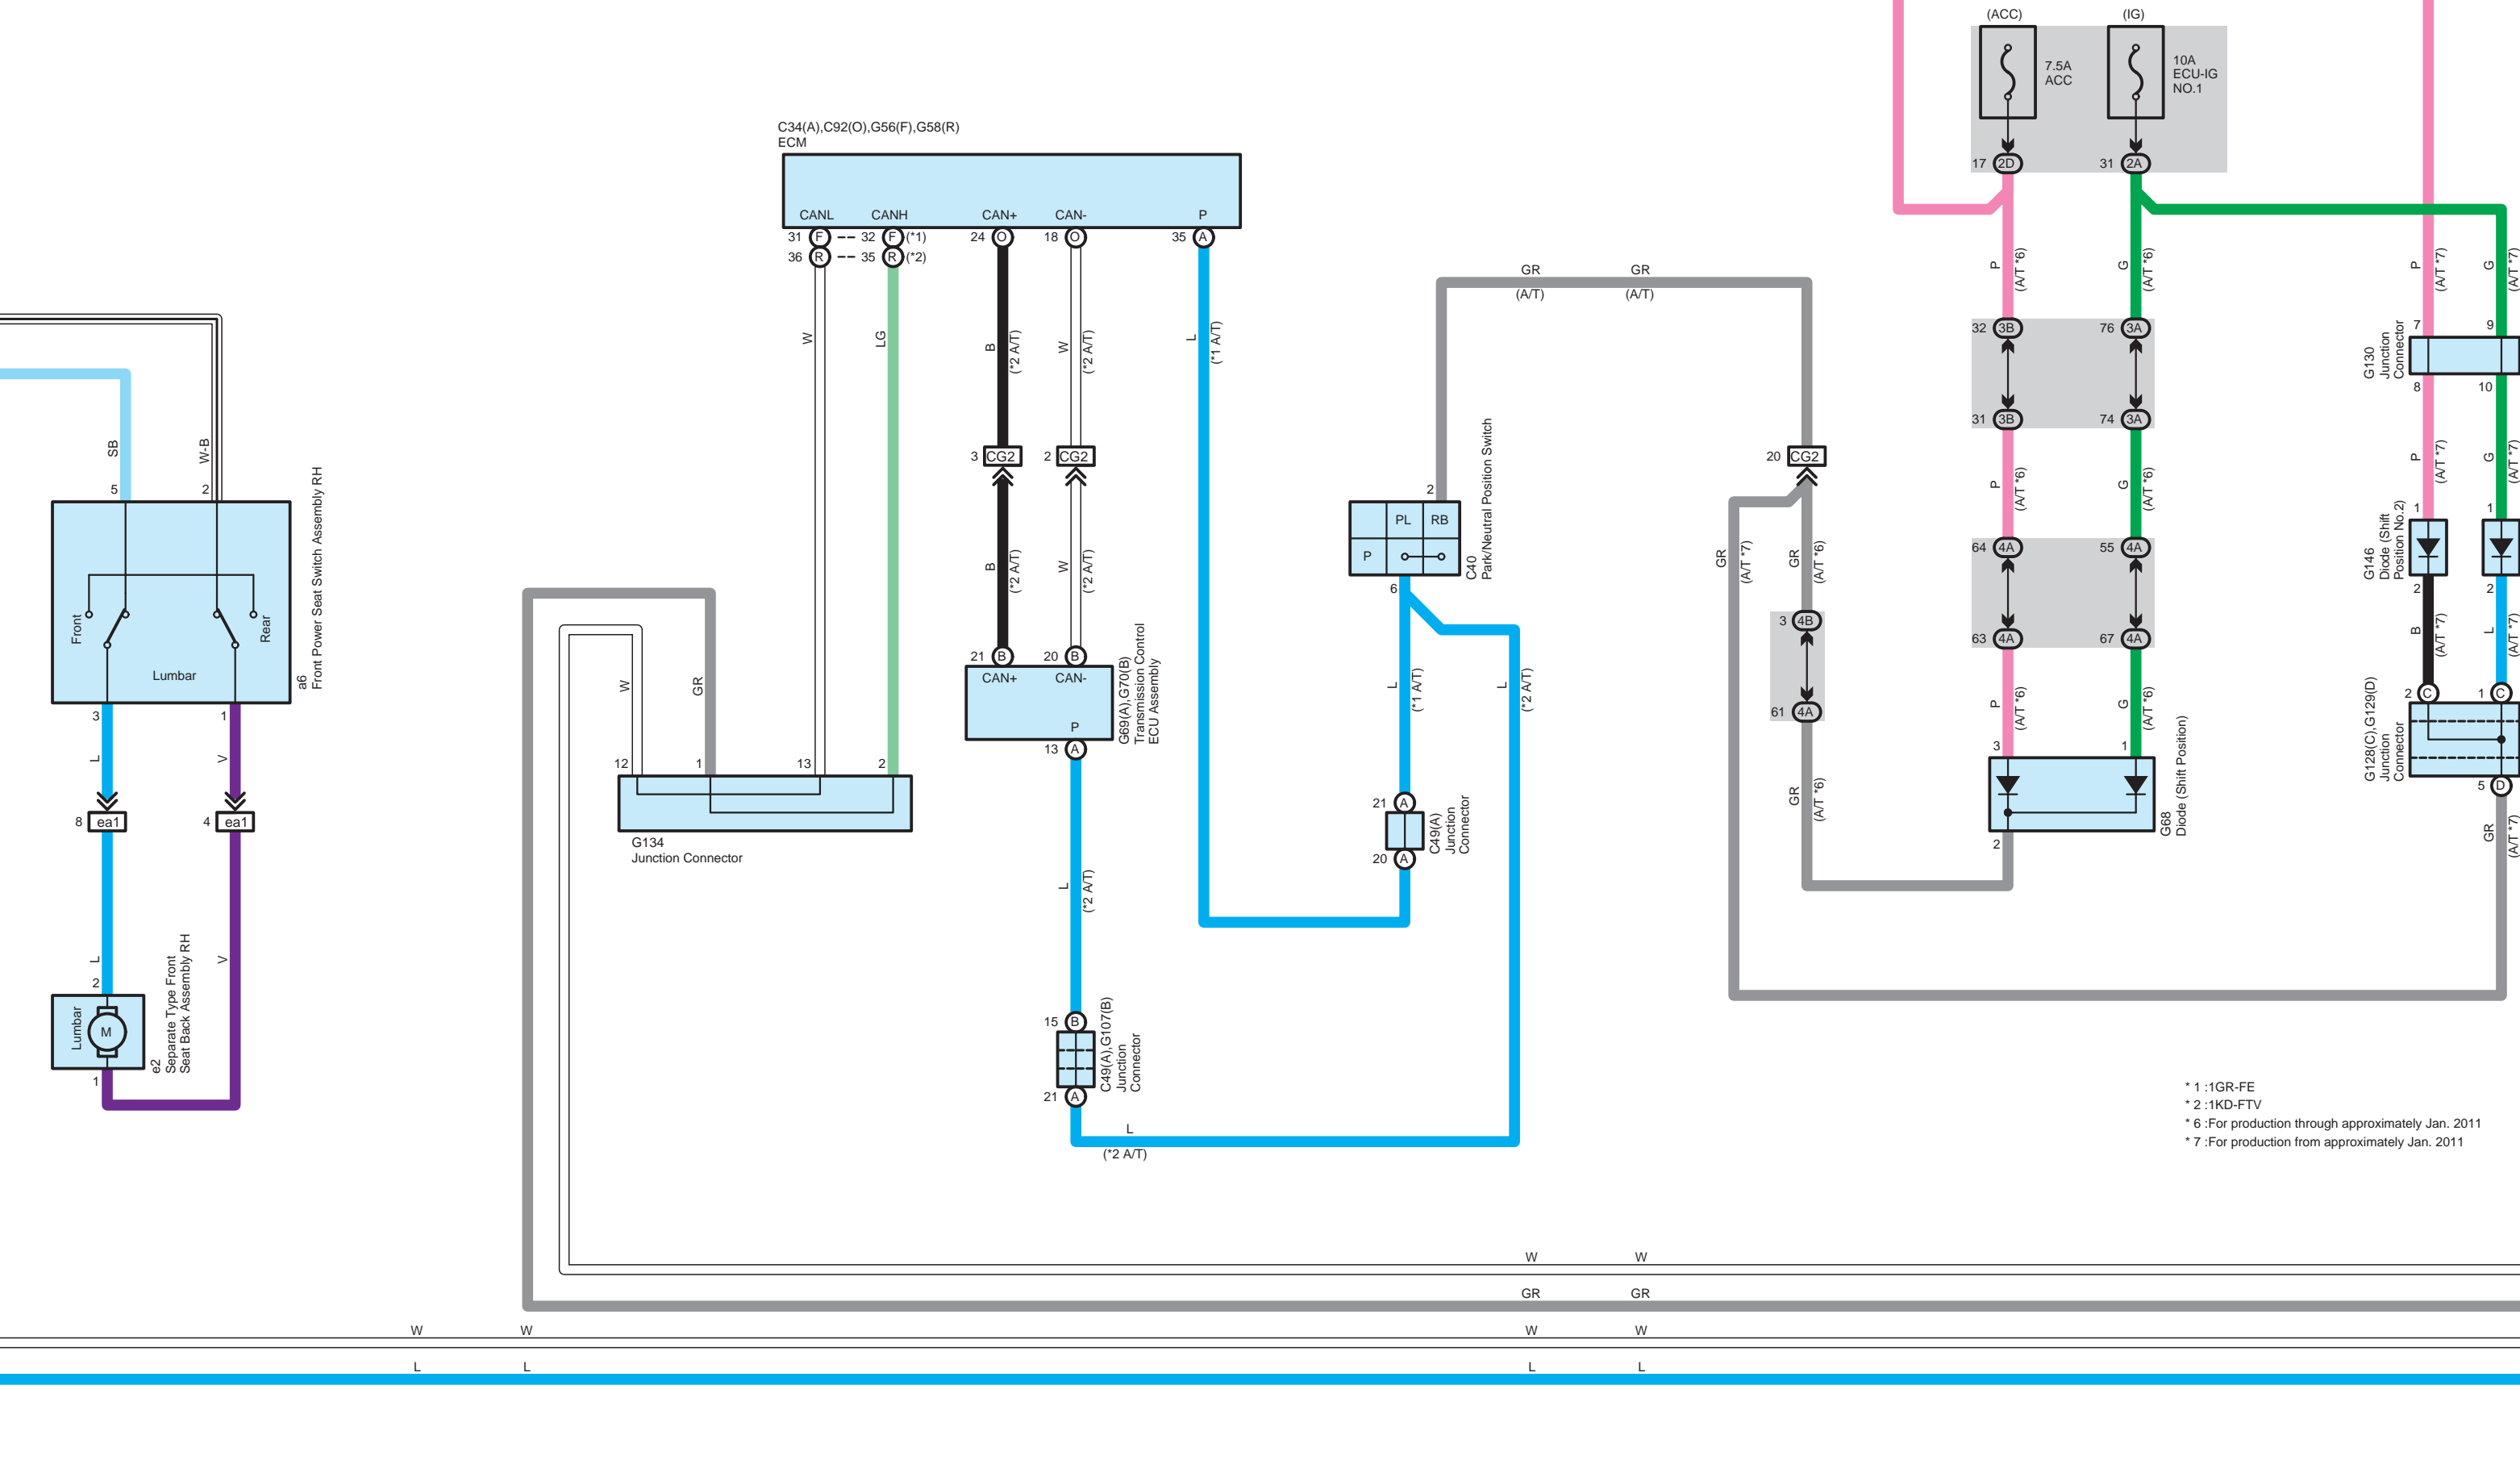 (ACC)
(IG)
7.5A
ACC
10A
ECU-IG
NO.1
17 2D
31 2A
C34(A),C92(O),G56(F),G58(R)
ECM
CANL CANH CAN+ CAN- P
31 F 32 F (*1) 24 O 18 O 35 A
36 R 35 R (*2)
W
LG
B
(*2 A/T)
W
(*2 A/T)
L
(*1 A/T)
3 CG2
2 CG2
B
(*2 A/T)
W
(*2 A/T)
21 B
20 B
CAN+ CAN-
P
13 A
G69(A),G70(B)
Transmission Control
ECU Assembly
L
(*2 A/T)
15 B
21 A
C49(A),G107(B)
Junction
Connector
L
(*2 A/T)
SB
W-B
5
2
Front
Rear
Lumbar
a6
Front Power Seat Switch Assembly RH
3
1
L
V
8 ea1
4 ea1
L
V
2
Lumbar
M
1
e2
Separate Type Front
Seat Back Assembly RH
W
GR
12 1 13 2
G134
Junction Connector
GR GR
(A/T) (A/T)
2
PL RB
P
6
C40
Park/Neutral Position Switch
L
(*1 A/T)
L
(*2 A/T)
21 A
20 A
C49(A)
Junction
Connector
20 CG2
GR
(A/T *7)
GR
(A/T *6)
3 4B
61 4A
GR
(A/T *6)
P
(A/T *6)
G
(A/T *6)
32 3B
76 3A
31 3B
74 3A
P
(A/T *6)
G
(A/T *6)
64 4A
55 4A
63 4A
67 4A
P
(A/T *6)
G
(A/T *6)
3
1
2
G68
Diode (Shift Position)
P
(A/T *7)
G
(A/T *7)
7
9
G130
Junction
Connector
8
10
P
(A/T *7)
G
(A/T *7)
1
1
G146
Diode (Shift
Position No.2)
2
2
B
(A/T *7)
L
(A/T *7)
2 C
1 C
G128(C),G129(D)
Junction
Connector
5 D
GR
(A/T *7)
* 1 :1GR-FE
* 2 :1KD-FTV
* 6 :For production through approximately Jan. 2011
* 7 :For production from approximately Jan. 2011
W W
GR GR
W W W W
L L L L